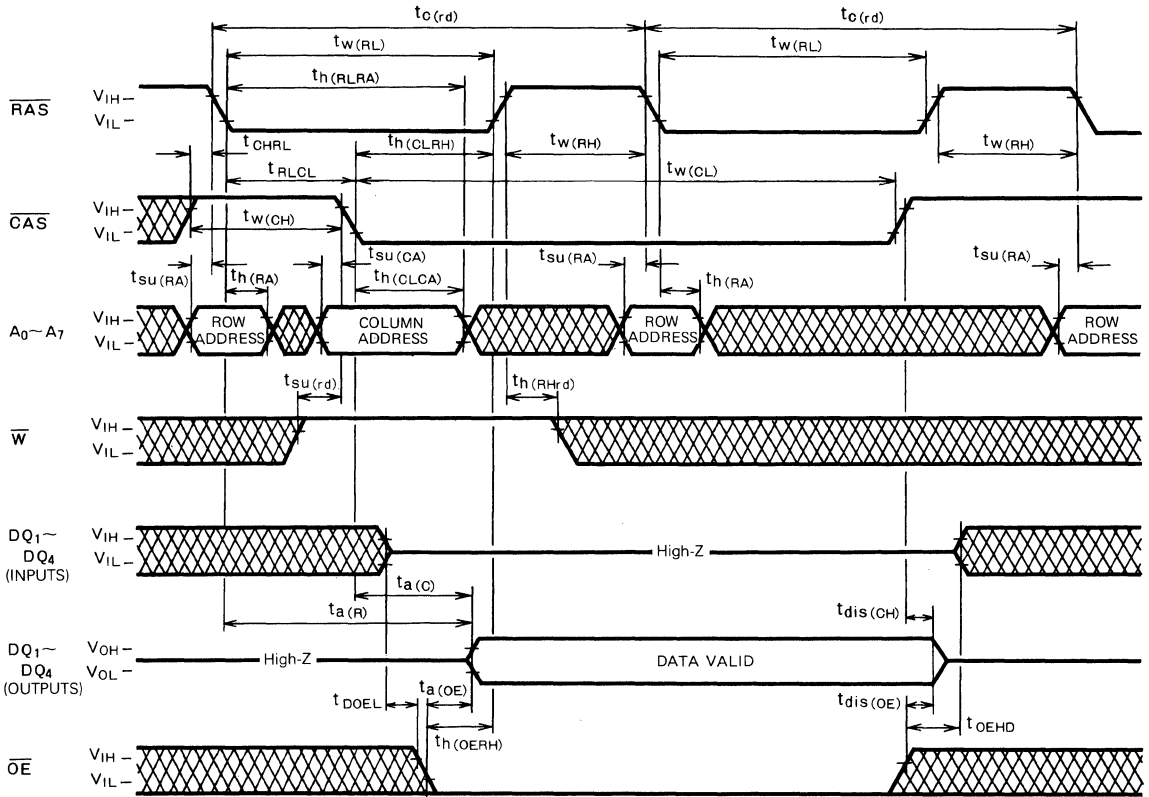 tc(rd) tc(rd)
tw(RL) tw(RL)
th(RLRA)
RAS VIH VIL
tCHRL th(CLRH) tw(RH) tw(RH)
tRLCL tw(CL)
CAS VIH VIL
tw(CH)
tsu(RA) th(RA) tsu(CA) th(CLCA) tsu(RA) th(RA) tsu(RA)
A0~A7 VIH VIL ROW ADDRESS COLUMN ADDRESS ROW ADDRESS ROW ADDRESS
tsu(rd) th(RHrd)
W VIH VIL
DQ1~
DQ4
(INPUTS) VIH VIL High-Z
ta(C)
ta(R) tdis(CH)
DQ1~
DQ4
(OUTPUTS) VOH VOL High-Z DATA VALID
tDOEL ta(OE) tdis(OE) tOEHD
th(OERH)
OE VIH VIL